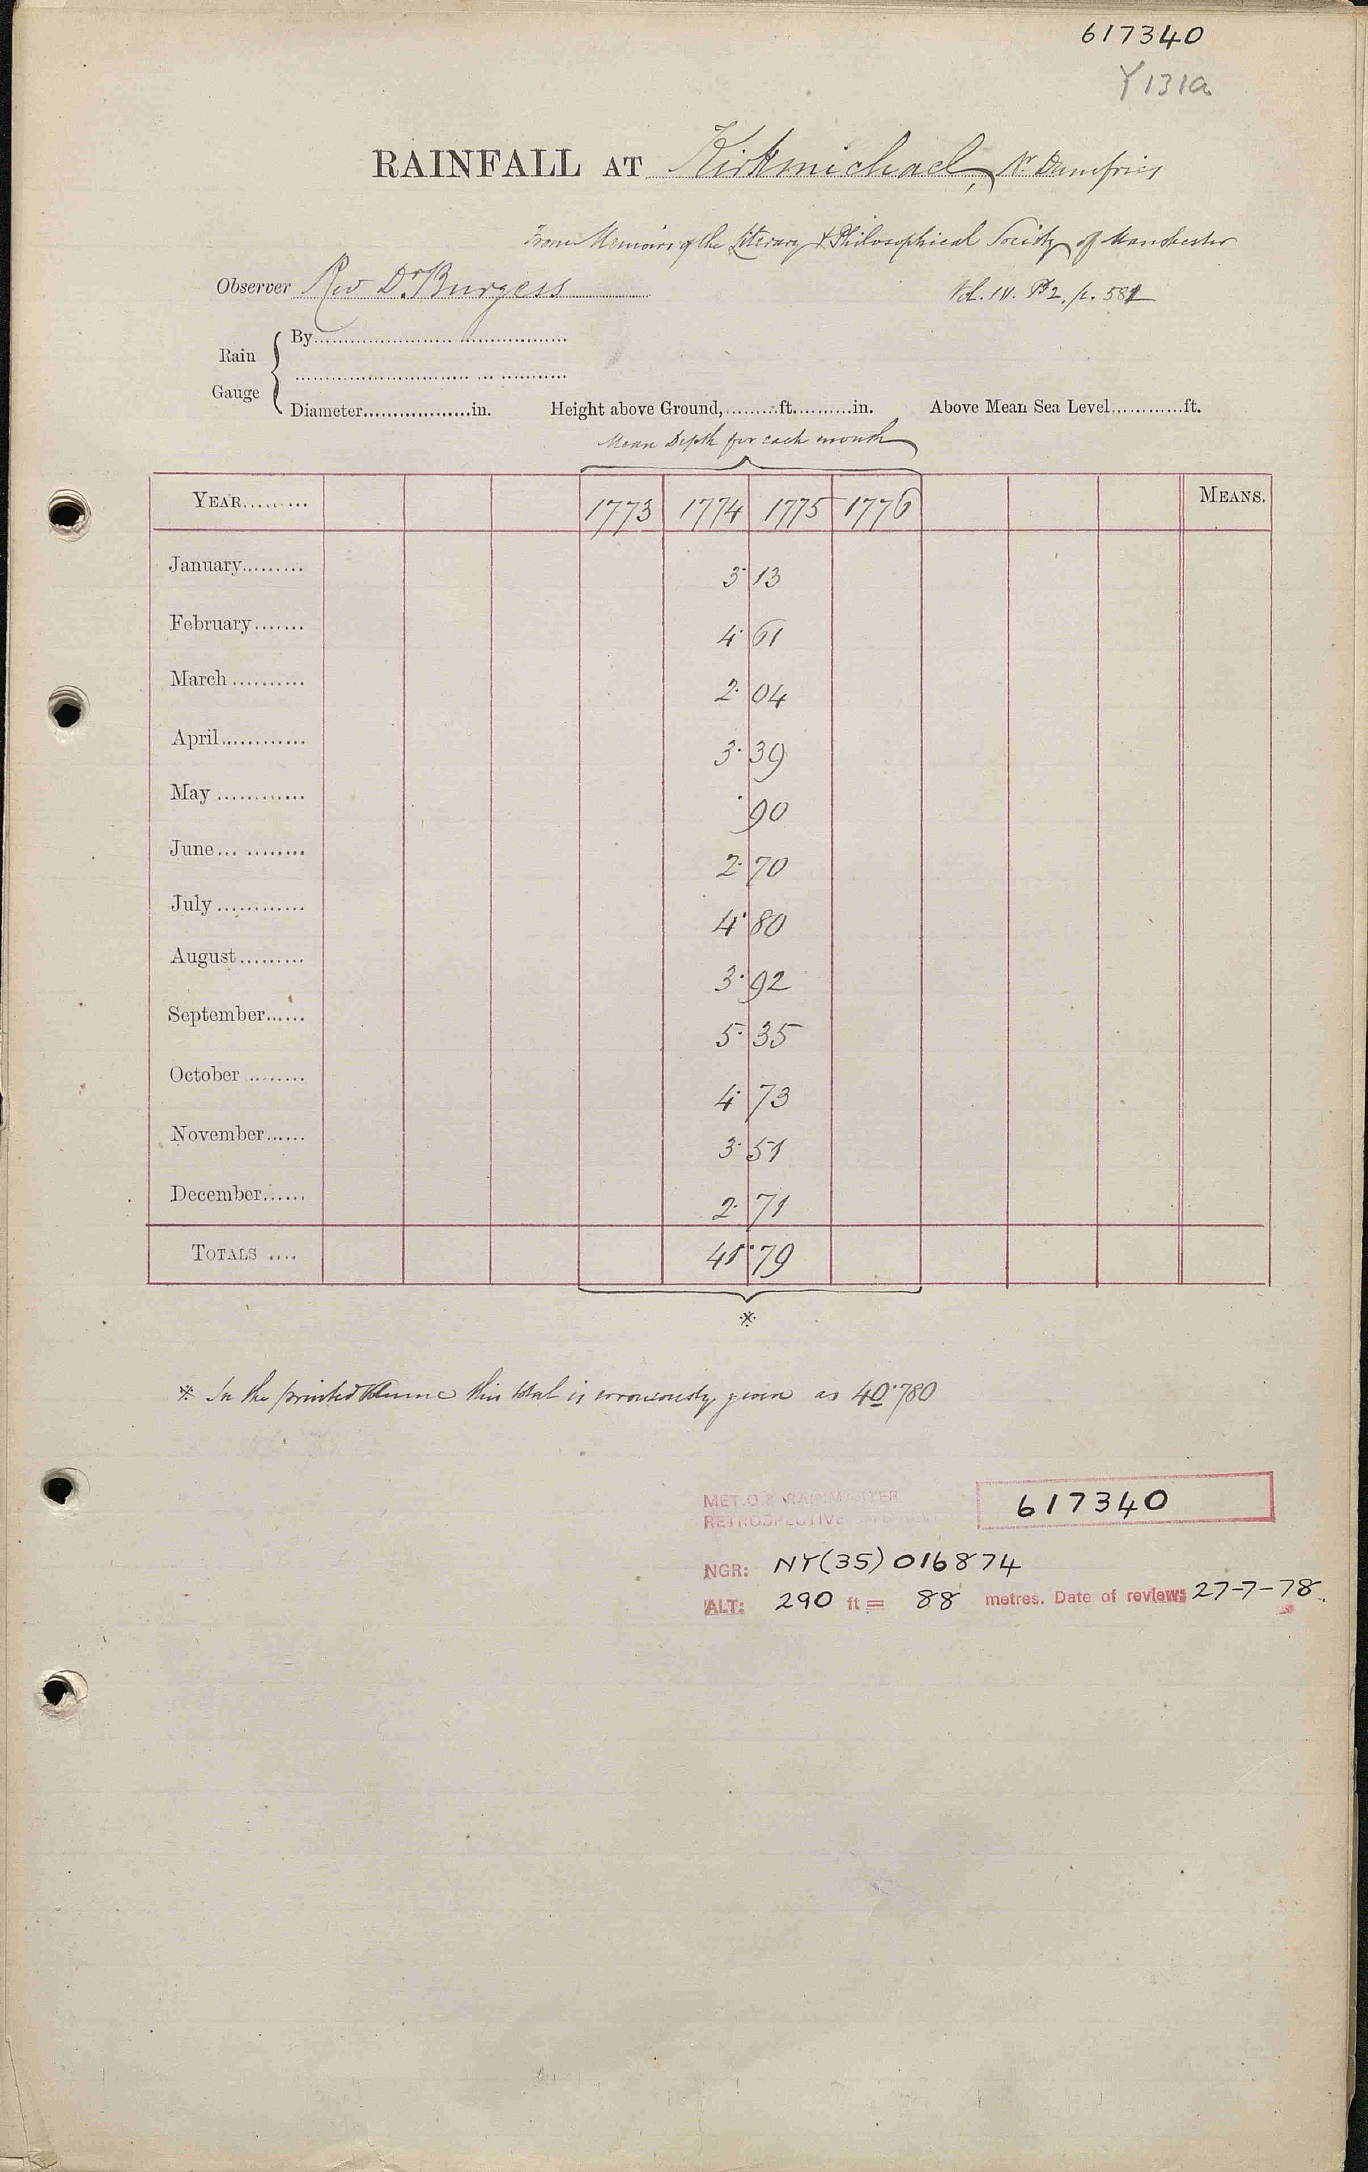 617340
Y131a
RAINFALL AT Kirkmichael, Nr Dumfries
From Memoirs of the Literary & Philosophical Society of Manchester
Observer Rev Dr. Burgess
Vol. IV. Pt 2. p. 581
Rain Gauge
By
Diameter in. Height above Ground, ft. in. Above Mean Sea Level ft.
Mean Depth for each month
YEAR 1773 1774 1775 1776 MEANS.
January 3 13
February 4· 61
March 2· 04
April 3· 39
May · 90
June 2· 70
July 4· 80
August 3· 92
September 5· 35
October 4 73
November 3· 51
December 2· 71
TOTALS 41·79
*
* In the printed volume this total is erroneously given as 40·780
MET.O.8 RAINMASTER
RETROSPECTIVE
617340
NGR: NY(35) 016874
ALT: 290 ft = 88 metres. Date of review: 27-7-78.